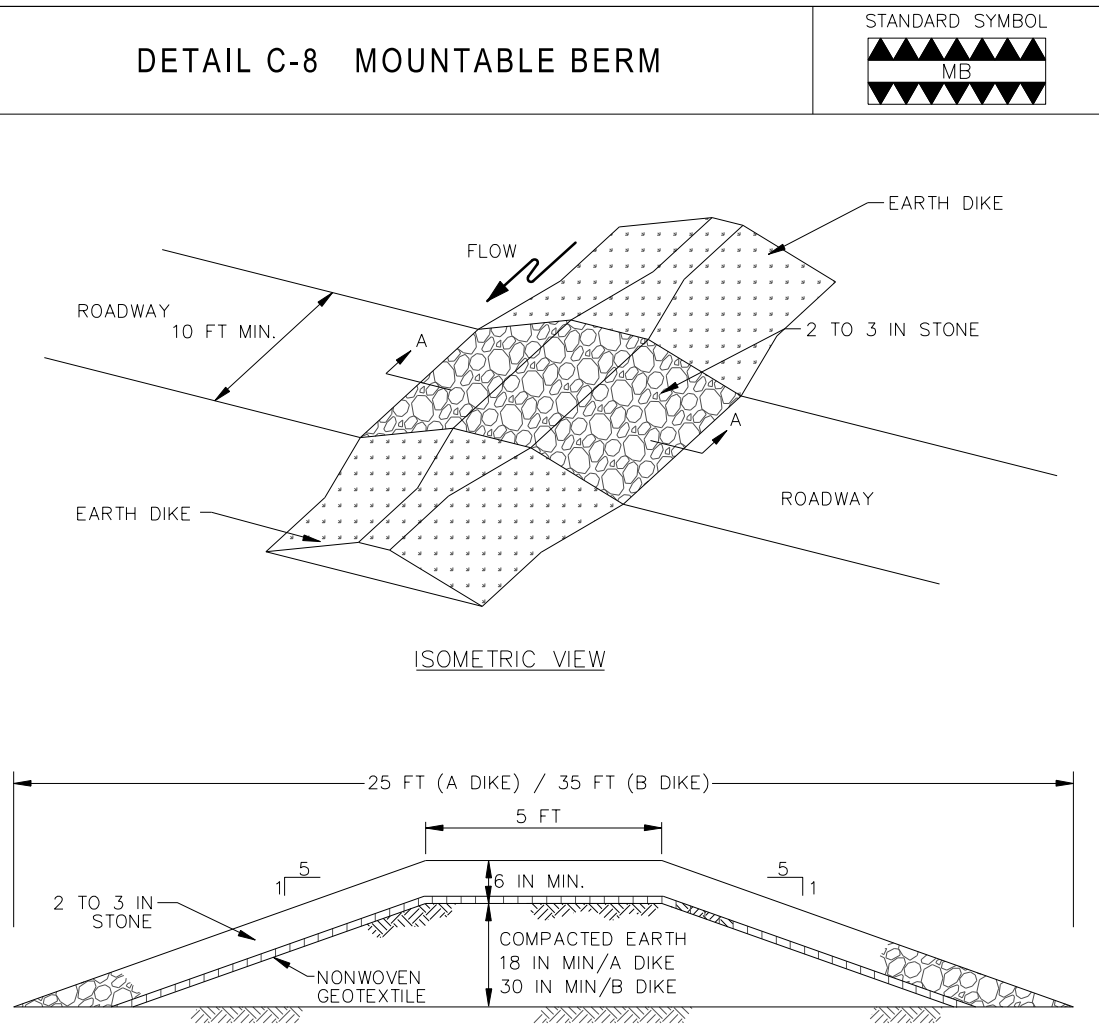 DETAIL C-8 MOUNTABLE BERM
STANDARD SYMBOL
MB
EARTH DIKE
FLOW
ROADWAY
10 FT MIN.
A
2 TO 3 IN STONE
A
ROADWAY
EARTH DIKE
ISOMETRIC VIEW
25 FT (A DIKE) / 35 FT (B DIKE)
5 FT
5
1
5
1
6 IN MIN.
2 TO 3 IN
STONE
COMPACTED EARTH
18 IN MIN/A DIKE
30 IN MIN/B DIKE
NONWOVEN
GEOTEXTILE